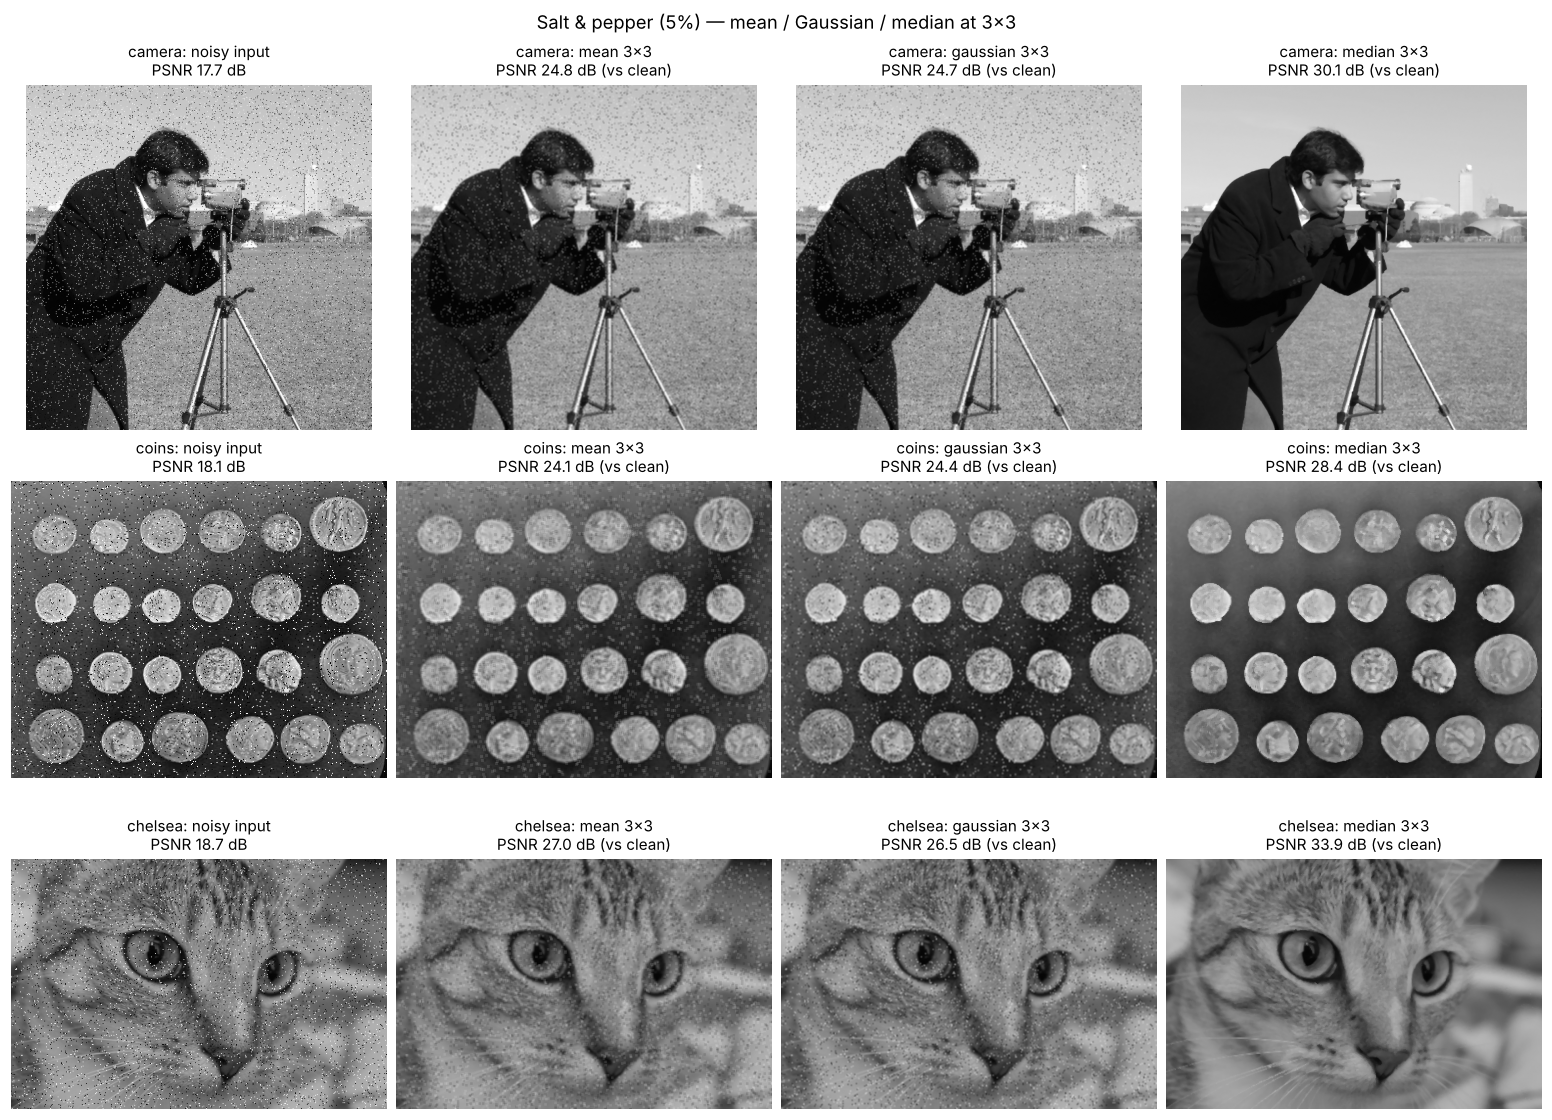 Salt & pepper (5%) — mean / Gaussian / median at 3×3
camera: noisy input
PSNR 17.7 dB
camera: mean 3×3
PSNR 24.8 dB (vs clean)
camera: gaussian 3×3
PSNR 24.7 dB (vs clean)
camera: median 3×3
PSNR 30.1 dB (vs clean)
coins: noisy input
PSNR 18.1 dB
coins: mean 3×3
PSNR 24.1 dB (vs clean)
coins: gaussian 3×3
PSNR 24.4 dB (vs clean)
coins: median 3×3
PSNR 28.4 dB (vs clean)
chelsea: noisy input
PSNR 18.7 dB
chelsea: mean 3×3
PSNR 27.0 dB (vs clean)
chelsea: gaussian 3×3
PSNR 26.5 dB (vs clean)
chelsea: median 3×3
PSNR 33.9 dB (vs clean)